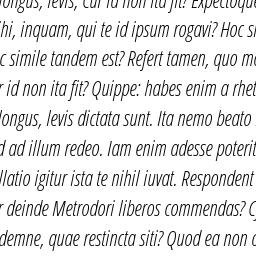 longus, levis; Cur id non ita fit? Expectoque
ihi, inquam, qui te id ipsum rogavi? Hoc si
c simile tandem est? Refert tamen, quo mo
r id non ita fit? Quippe: habes enim a rhet
longus, levis dictata sunt. Ita nemo beato
d ad illum redeo. Iam enim adesse poterit
llatio igitur ista te nihil iuvat. Respondent
r deinde Metrodori liberos commendas? C
demne, quae restincta siti? Quod ea non o